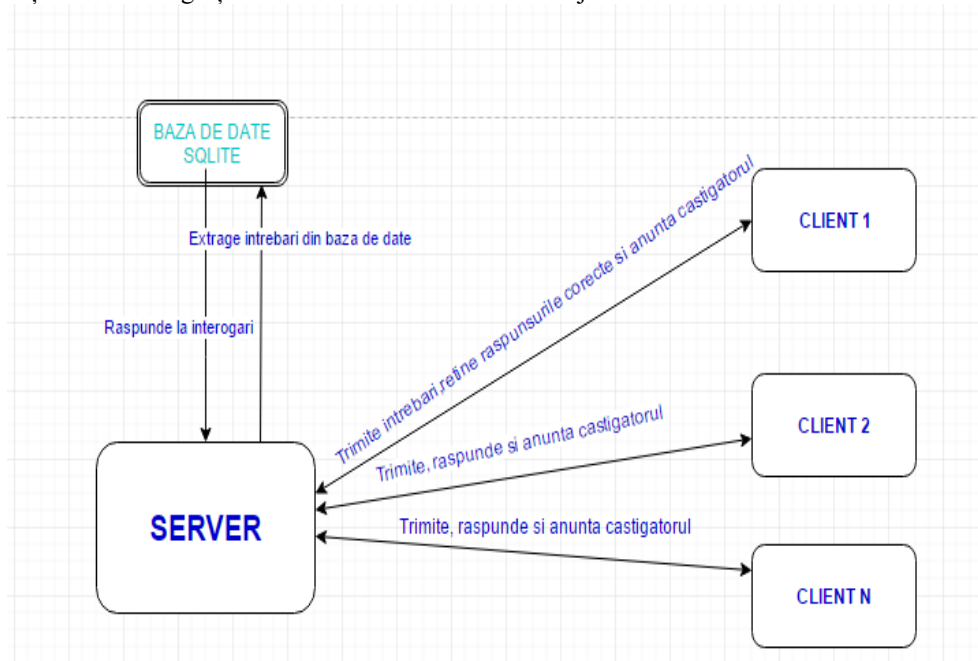 BAZA DE DATE
SQLITE
Extrage intrebari din baza de date
Raspunde la interogari
SERVER
Trimite intrebari,retine raspunsurile corecte si anunta castigatorul
Trimite, raspunde si anunta castigatorul
Trimite, raspunde si anunta castigatorul
CLIENT 1
CLIENT 2
CLIENT N